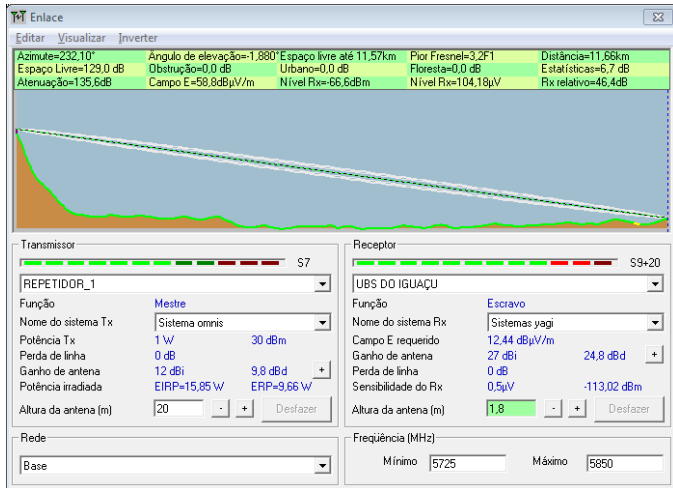 Enlace
Editar Visualizar Inverter
Azimute=232,10° Ângulo de elevação=-1,880° Espaço livre até 11,57km Pior Fresnel=3,2F1 Distância=11,66km
Espaço Livre=129,0 dB Obstrução=0,0 dB Urbano=0,0 dB Floresta=0,0 dB Estatísticas=6,7 dB
Atenuação=135,6dB Campo E=58,8dBµV/m Nível Rx=-66,6dBm Nível Rx=104,18µV Rx relativo=46,4dB
Transmissor
S7
REPETIDOR_1
Função Mestre
Nome do sistema Tx Sistema omnis
Potência Tx 1 W 30 dBm
Perda de linha 0 dB
Ganho de antena 12 dBi 9,8 dBd +
Potência irradiada EIRP=15,85 W ERP=9,66 W
Altura da antena (m) 20 - + Desfazer
Receptor
S9+20
UBS DO IGUAÇU
Função Escravo
Nome do sistema Rx Sistemas yagi
Campo E requerido 12,44 dBµV/m
Ganho de antena 27 dBi 24,8 dBd +
Perda de linha 0 dB
Sensibilidade do Rx 0,5µV -113,02 dBm
Altura da antena (m) 1,8 - + Desfazer
Rede
Base
Freqüência (MHz)
Mínimo 5725 Máximo 5850